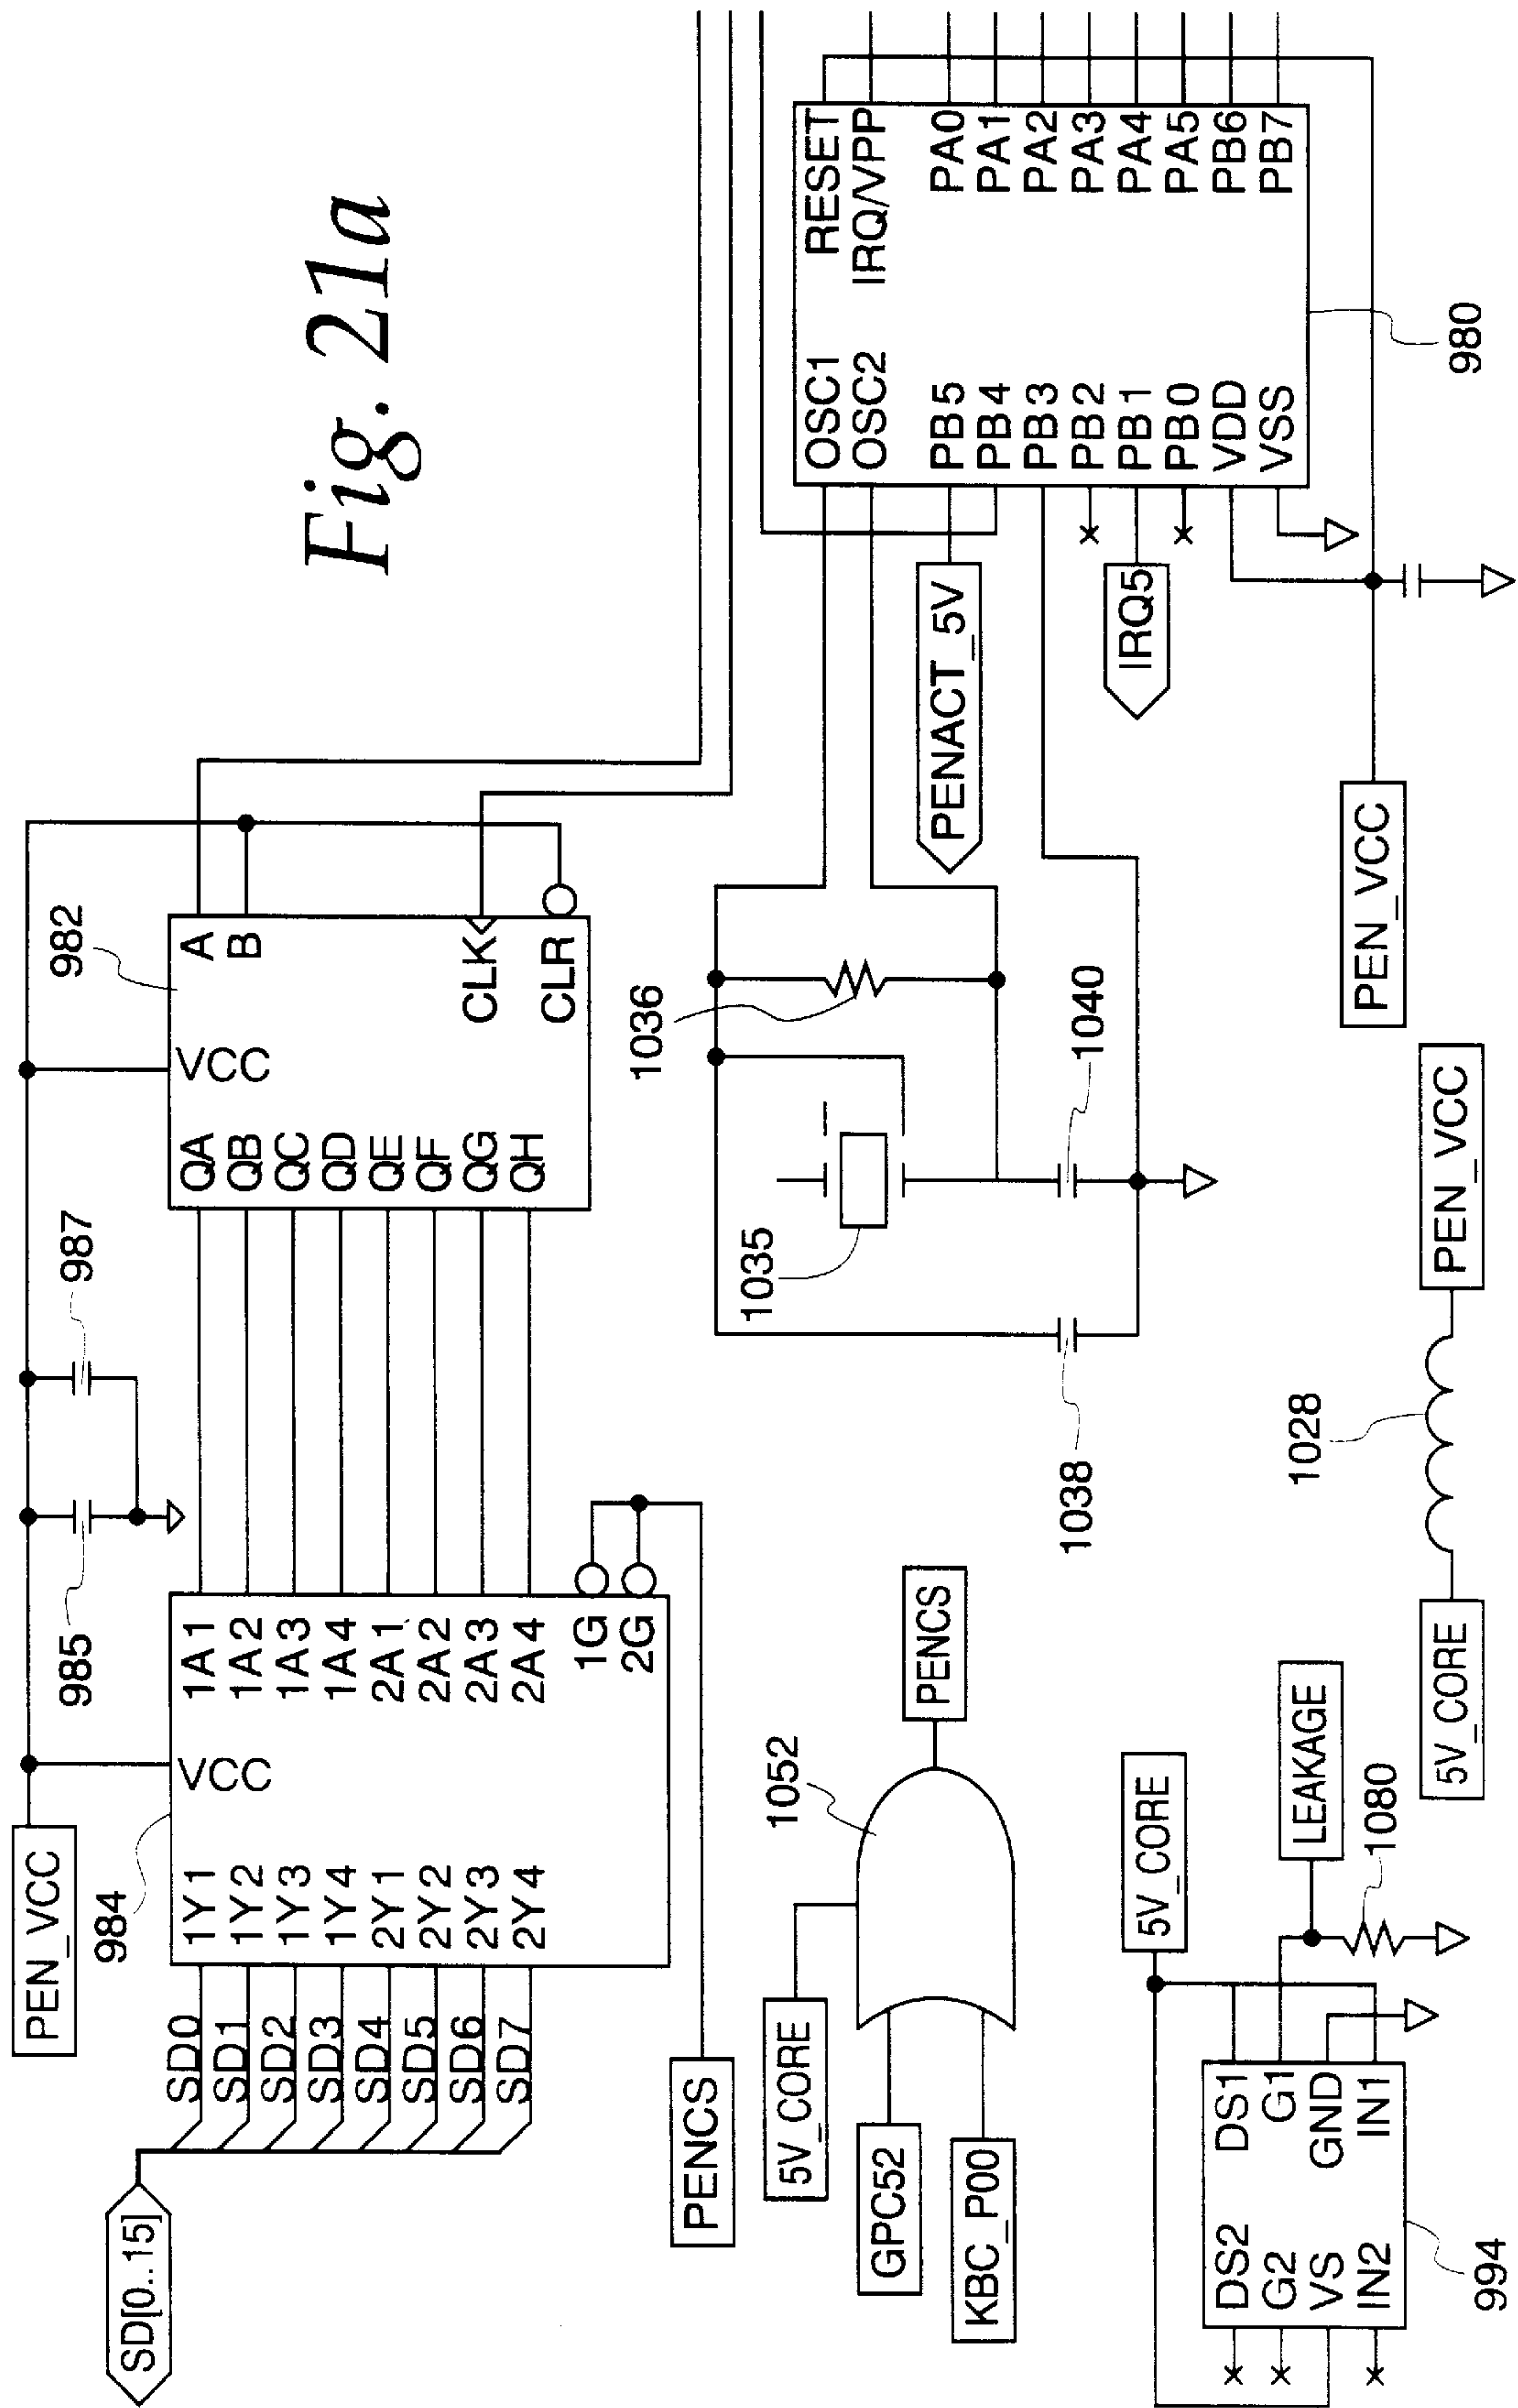 Fig. 21a
PEN_VCC
985
987
982
984
SD[0..15]
SD0
SD1
SD2
SD3
SD4
SD5
SD6
SD7
VCC
1Y1
1Y2
1Y3
1Y4
2Y1
2Y2
2Y3
2Y4
1A1
1A2
1A3
1A4
2A1
2A2
2A3
2A4
1G
2G
PENCS
VCC
QA
QB
QC
QD
QE
QF
QG
QH
A
B
CLK
CLR
5V_CORE
GPC52
KBC_P00
1052
PENCS
1035
1036
1038
1040
PENACT_5V
IRQ5
OSC1
OSC2
PB5
PB4
PB3
PB2
PB1
PB0
VDD
VSS
RESET
IRQ/VPP
PA0
PA1
PA2
PA3
PA4
PA5
PB6
PB7
980
PEN_VCC
5V_CORE
LEAKAGE
1080
DS2
G2
VS
IN2
DS1
G1
GND
IN1
994
5V_CORE
1028
PEN_VCC